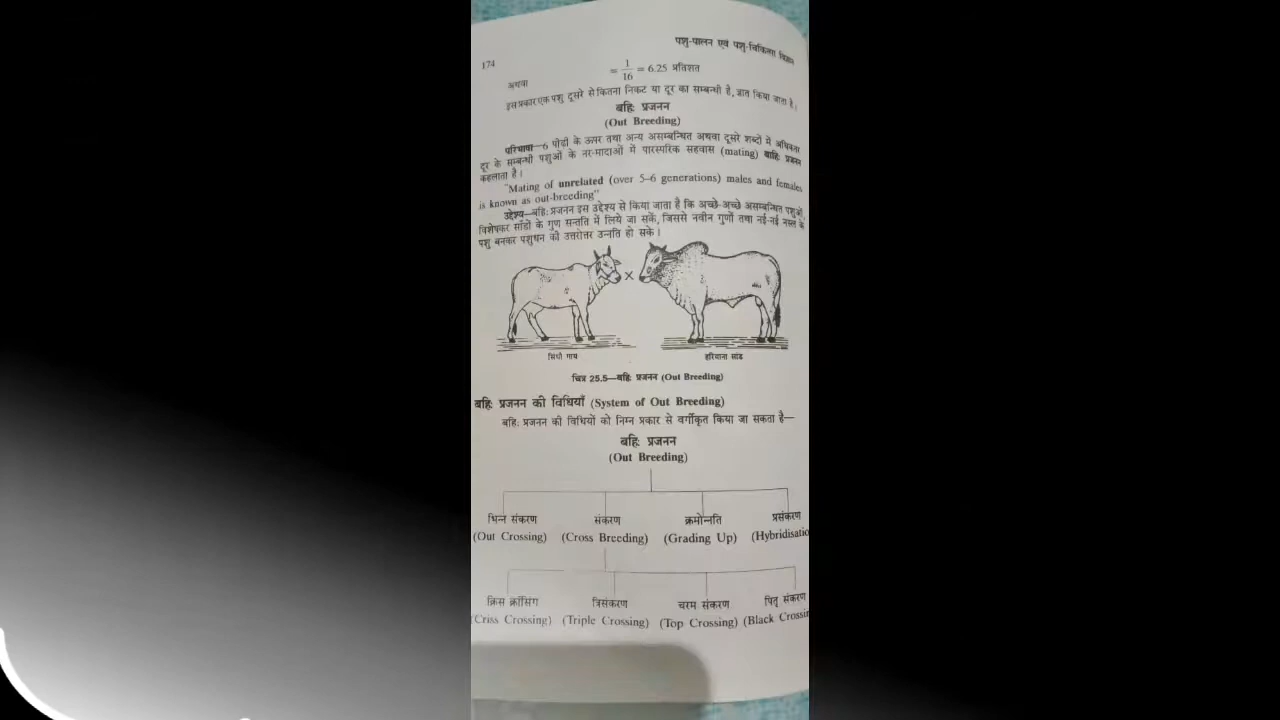 174
पशु-पालन एवं पशु-चिकित्सा विज्ञान
= 1/16 = 6.25 प्रतिशत
अथवा
इस प्रकार एक पशु दूसरे से कितना निकट या दूर का सम्बन्धी है, ज्ञात किया जाता है।
बहिः प्रजनन
(Out Breeding)
परिभाषा—6 पीढ़ी के ऊपर तथा अन्य असम्बन्धित अथवा दूसरे शब्दों में अधिकतर
दूर के सम्बन्धी पशुओं के नर-मादाओं में पारस्परिक सहवास (mating) बाह्रिः प्रजनन
कहलाता है।
"Mating of unrelated (over 5-6 generations) males and females
is known as out-breeding"
उद्देश्य—बहिः प्रजनन इस उद्देश्य से किया जाता है कि अच्छे-अच्छे असम्बन्धित पशुओं,
विशेषकर साँडों के गुण सन्तति में लिये जा सकें, जिससे नवीन गुणों तथा नई-नई नस्ल के
पशु बनकर पशुधन की उत्तरोत्तर उन्नति हो सके।
×
सिंधी गाय
हरियाना सांड
चित्र 25.5—बहिः प्रजनन (Out Breeding)
बहिः प्रजनन की विधियाँ (System of Out Breeding)
बहिः प्रजनन की विधियों को निम्न प्रकार से वर्गीकृत किया जा सकता है—
बहिः प्रजनन
(Out Breeding)
भिन्न संकरण संकरण क्रमोन्नति प्रसंकरण
(Out Crossing) (Cross Breeding) (Grading Up) (Hybridisatio
क्रिस क्रॉसिंग त्रिसंकरण चरम संकरण पितृ संकरण
(Criss Crossing) (Triple Crossing) (Top Crossing) (Black Crossin